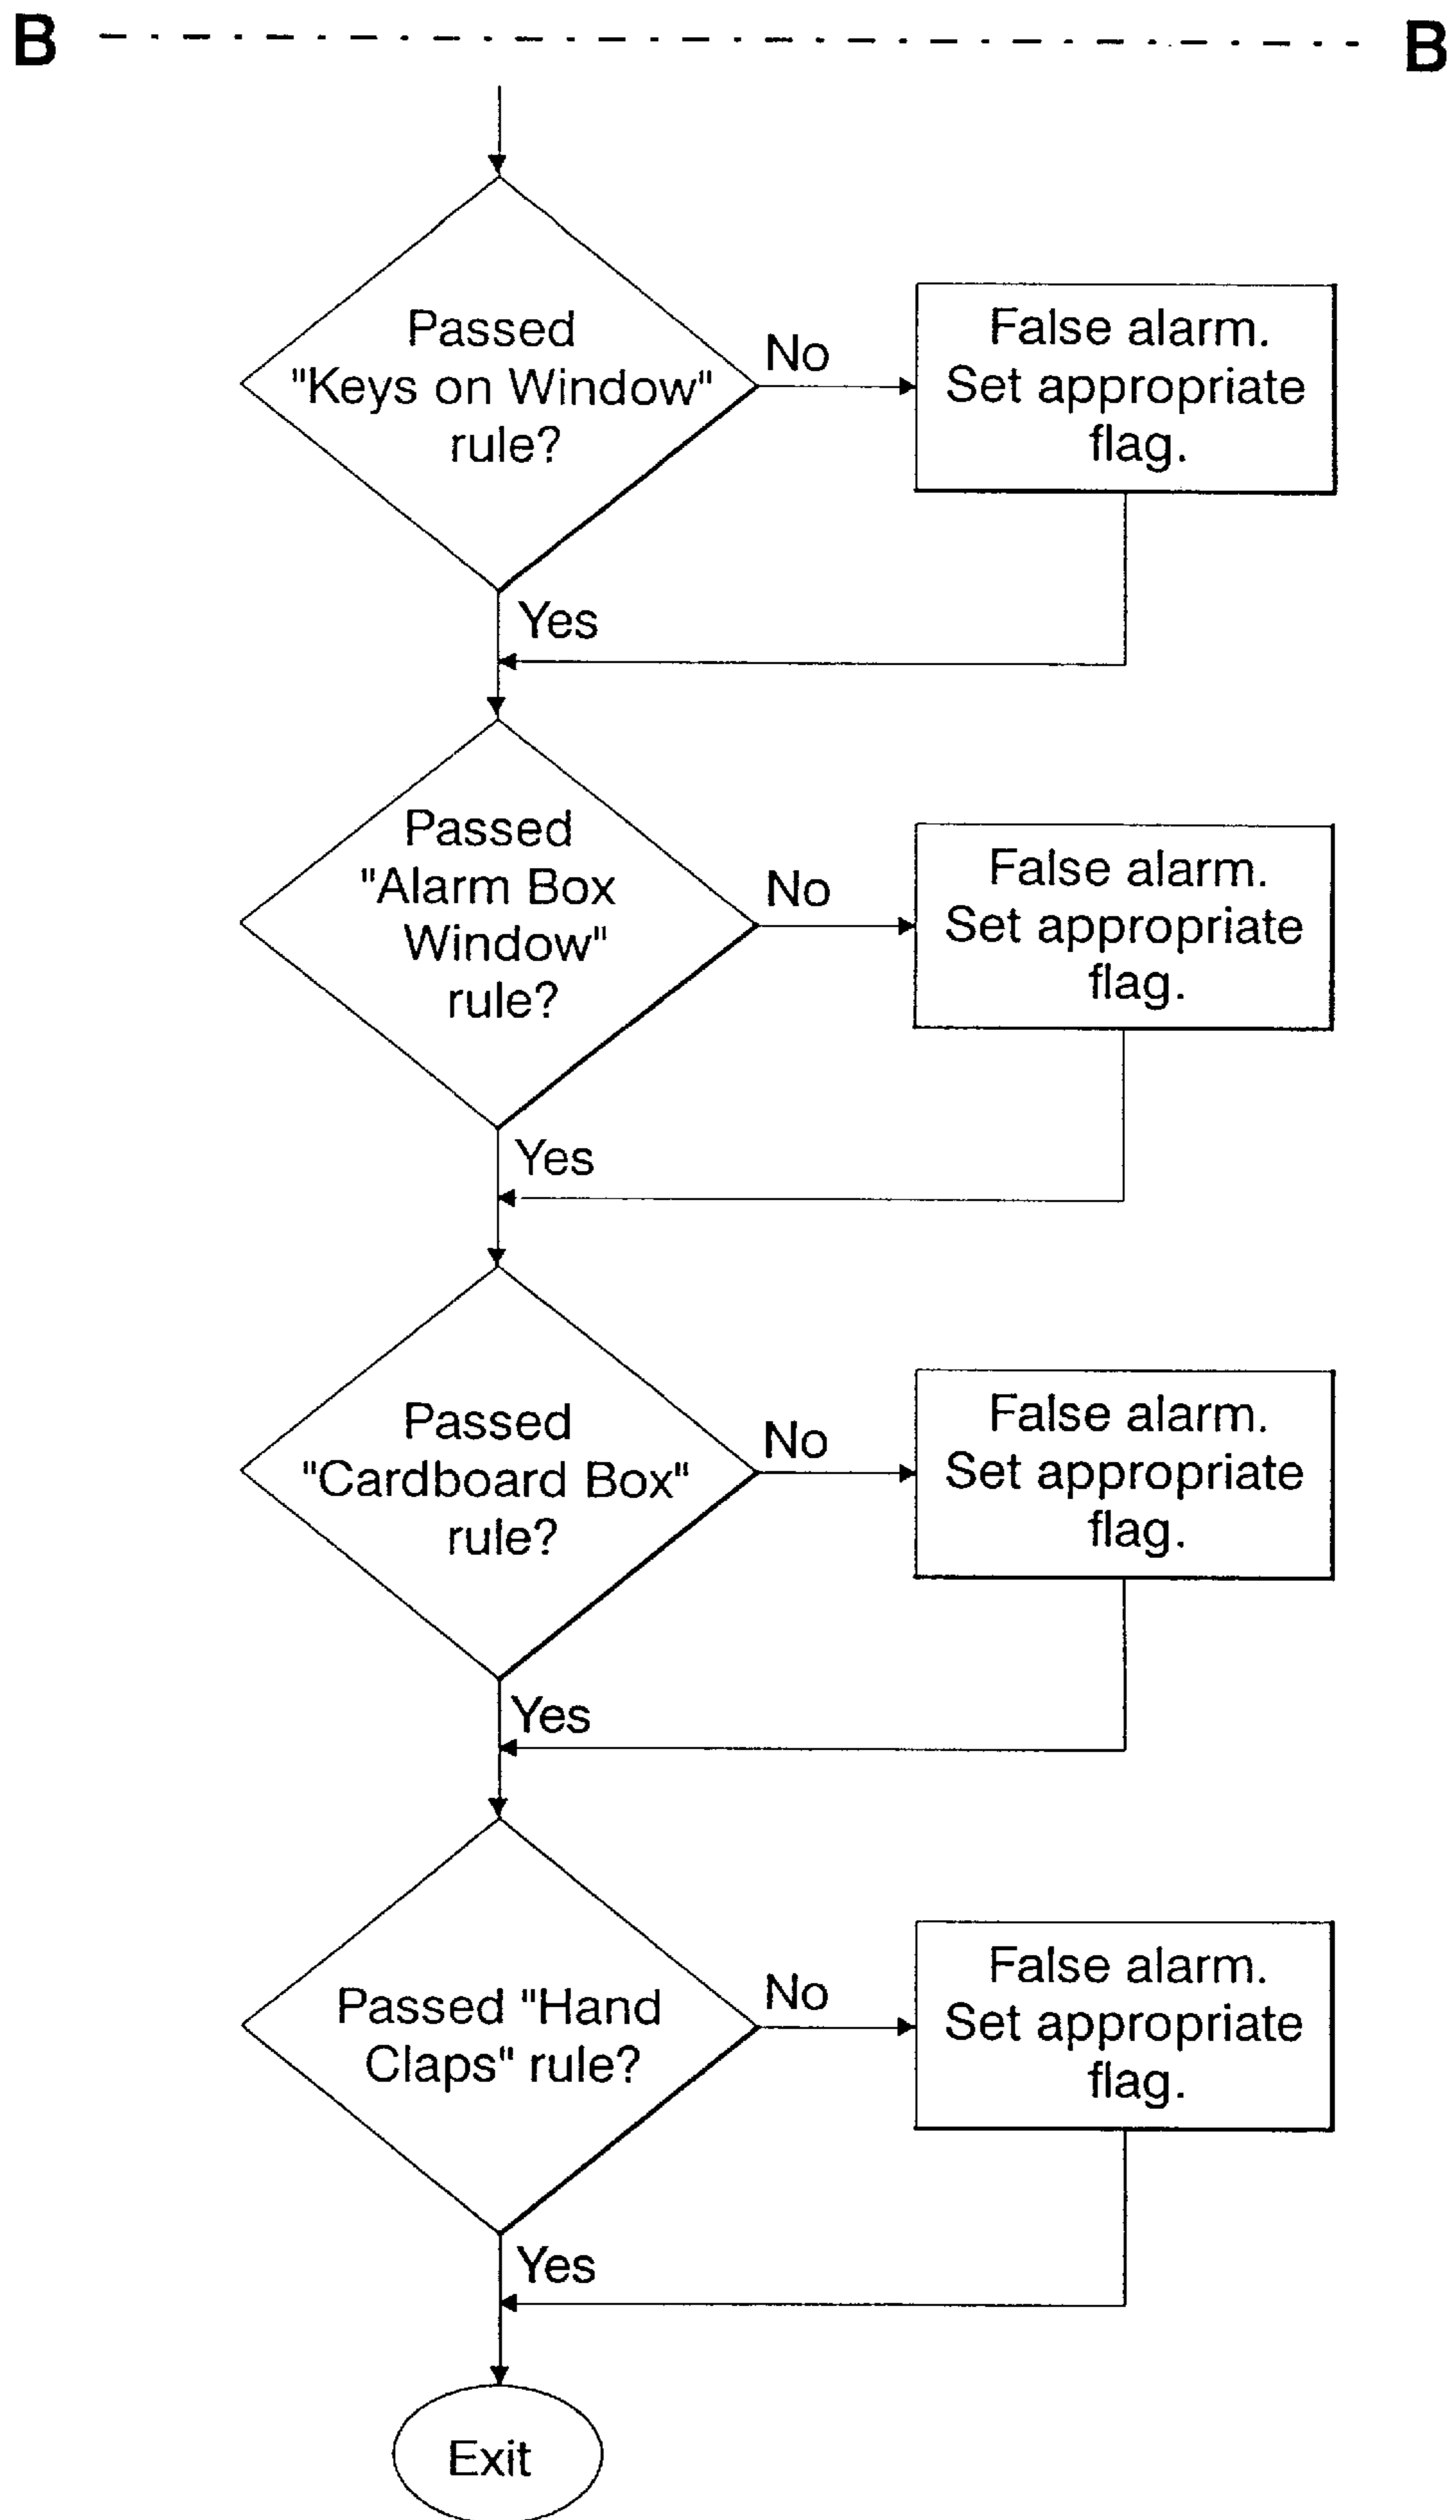 B B
Passed
"Keys on Window"
rule?
No
False alarm.
Set appropriate
flag.
Yes
Passed
"Alarm Box
Window"
rule?
No
False alarm.
Set appropriate
flag.
Yes
Passed
"Cardboard Box"
rule?
No
False alarm.
Set appropriate
flag.
Yes
Passed "Hand
Claps" rule?
No
False alarm.
Set appropriate
flag.
Yes
Exit